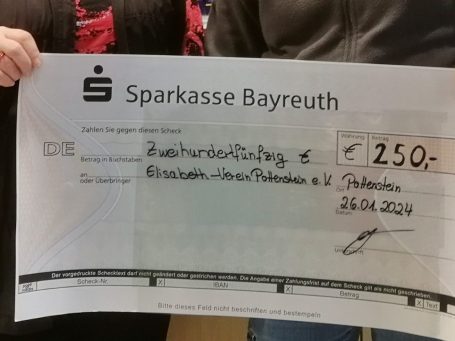 S Sparkasse Bayreuth
Zahlen Sie gegen diesen Scheck
Währung Betrag
DE Zweihundertfünfzig € € 250,-
Betrag in Buchstaben
an Elisabeth-Verein Pottenstein e.V. Pottenstein
oder Überbringer Ort
26.01.2024
Datum
Der vorgedruckte Schecktext darf nicht geändert oder gestrichen werden. Die Angabe einer Zahlungsfrist auf dem Scheck gilt als nicht geschrieben.
Scheck-Nr. X IBAN X Betrag X Text
Bitte dieses Feld nicht beschriften und bestempeln